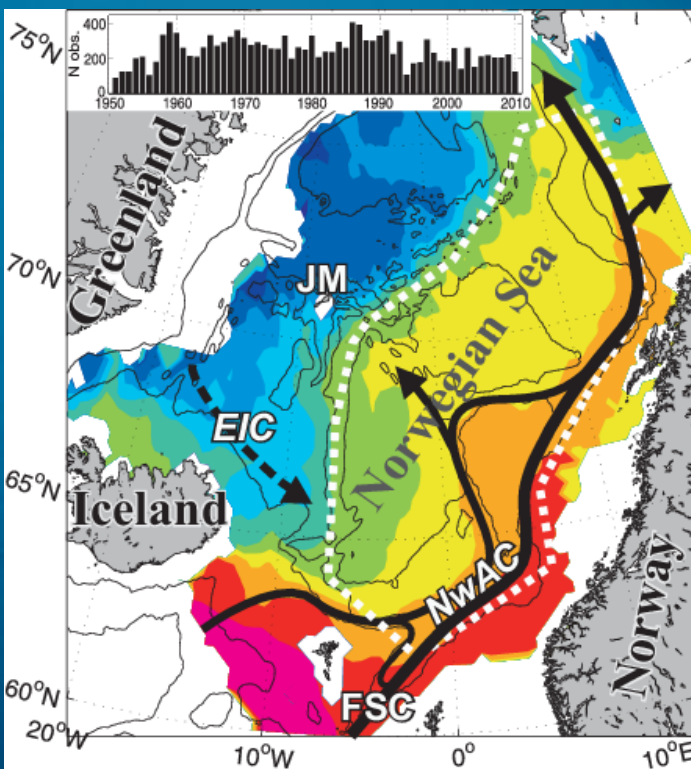 400
200
0
N obs.
1950 1960 1970 1980 1990 2000 2010
75°N
70°N
65°N
60°N
20°W
10°W
0°
10°E
Greenland
JM
Norwegian Sea
EIC
Iceland
NwAC
Norway
FSC